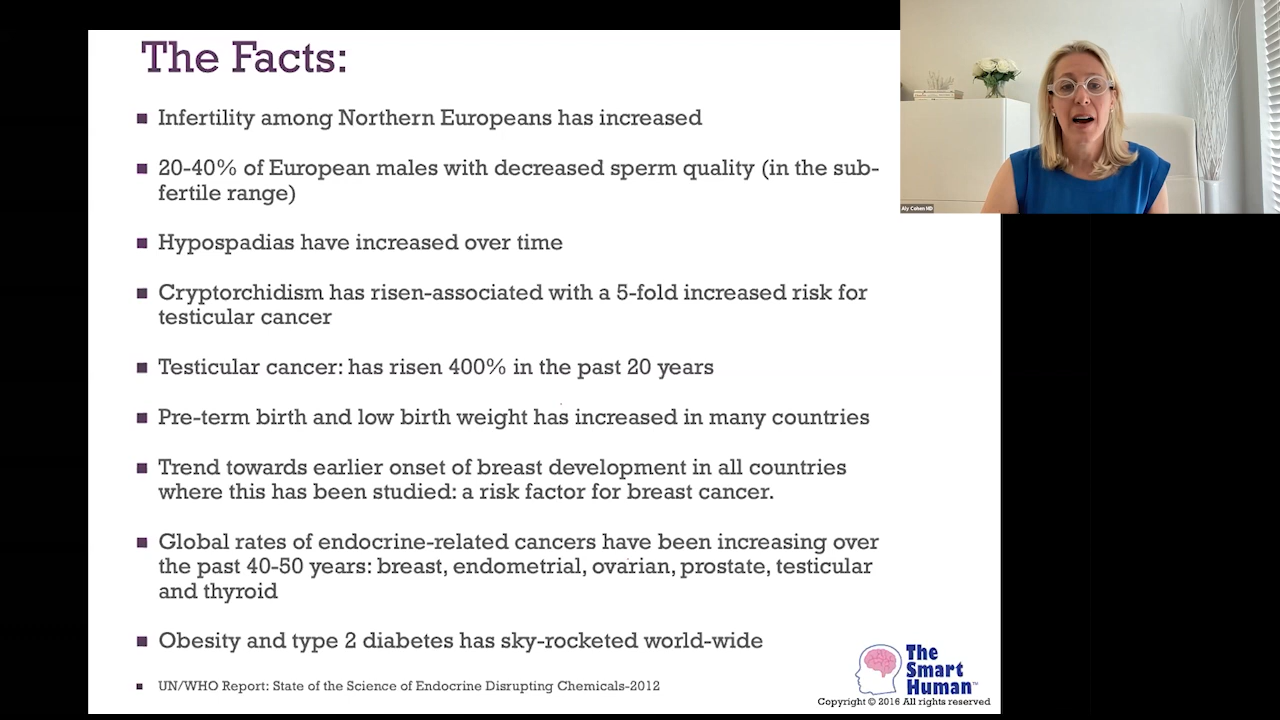 The Facts:
■ Infertility among Northern Europeans has increased
■ 20-40% of European males with decreased sperm quality (in the sub-
fertile range)
■ Hypospadias have increased over time
■ Cryptorchidism has risen-associated with a 5-fold increased risk for
testicular cancer
■ Testicular cancer: has risen 400% in the past 20 years
■ Pre-term birth and low birth weight has increased in many countries
■ Trend towards earlier onset of breast development in all countries
where this has been studied: a risk factor for breast cancer.
■ Global rates of endocrine-related cancers have been increasing over
the past 40-50 years: breast, endometrial, ovarian, prostate, testicular
and thyroid
■ Obesity and type 2 diabetes has sky-rocketed world-wide
■ UN/WHO Report: State of the Science of Endocrine Disrupting Chemicals-2012
The
Smart
Human™
Copyright © 2016 All rights reserved
Aly Cohen MD